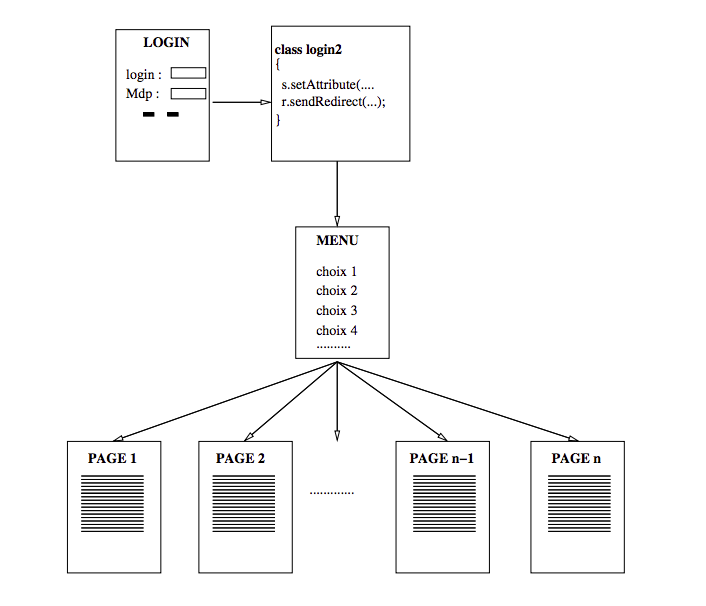 LOGIN
login :
Mdp :
class login2
{
s.setAttribute(....
r.sendRedirect(...);
}
MENU
choix 1
choix 2
choix 3
choix 4
..........
PAGE 1
PAGE 2
.............
PAGE n−1
PAGE n